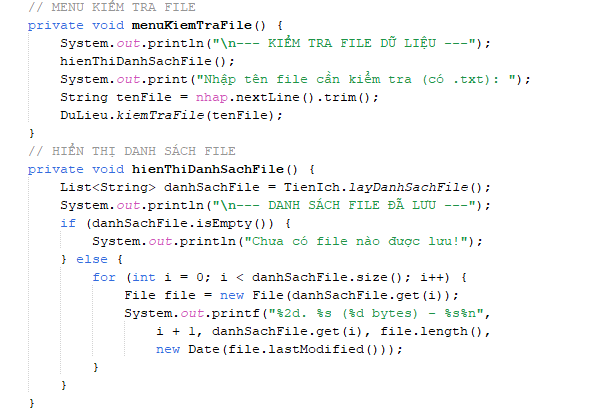 // MENU KIỂM TRA FILE
private void menuKiemTraFile() {
    System.out.println("\n--- KIỂM TRA FILE DỮ LIỆU ---");
    hienThiDanhSachFile();
    System.out.print("Nhập tên file cần kiểm tra (có .txt): ");
    String tenFile = nhap.nextLine().trim();
    DuLieu.kiemTraFile(tenFile);
}
// HIỂN THỊ DANH SÁCH FILE
private void hienThiDanhSachFile() {
    List<String> danhSachFile = TienIch.layDanhSachFile();
    System.out.println("\n--- DANH SÁCH FILE ĐÃ LƯU ---");
    if (danhSachFile.isEmpty()) {
        System.out.println("Chưa có file nào được lưu!");
    } else {
        for (int i = 0; i < danhSachFile.size(); i++) {
            File file = new File(danhSachFile.get(i));
            System.out.printf("%2d. %s (%d bytes) - %s%n",
                i + 1, danhSachFile.get(i), file.length(),
                new Date(file.lastModified()));
        }
    }
}